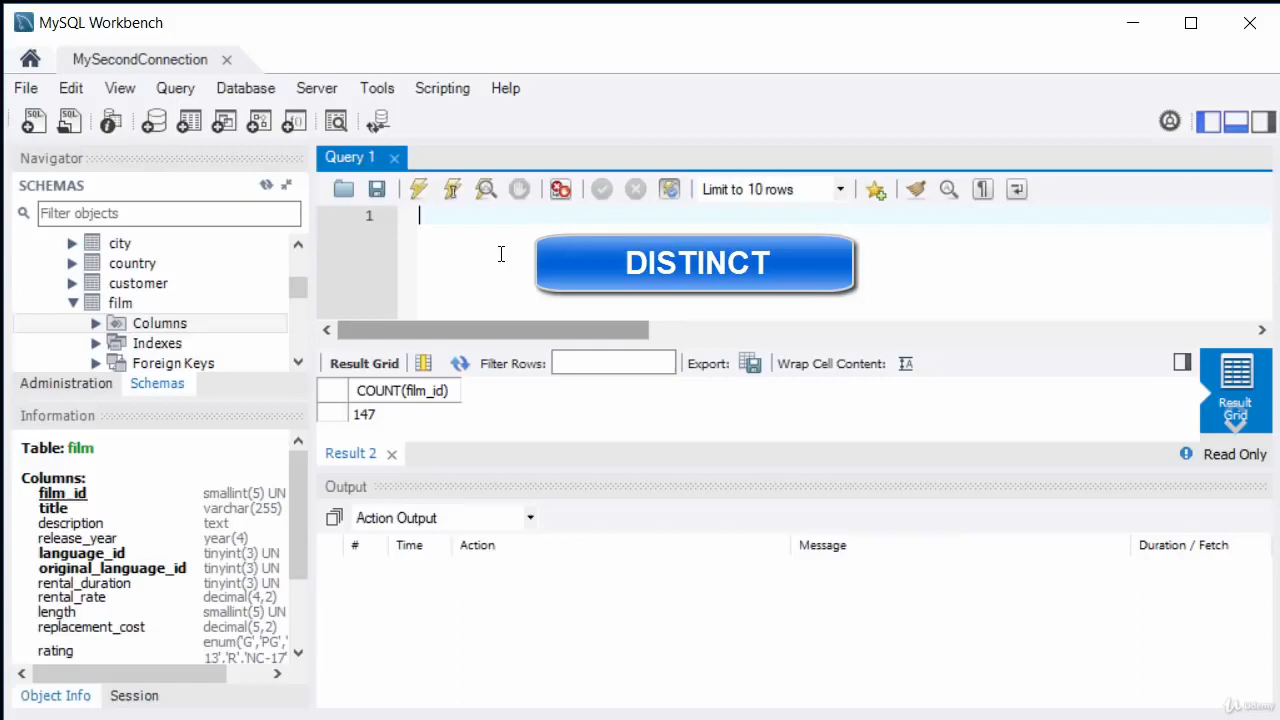 MySQL Workbench
MySecondConnection
File Edit View Query Database Server Tools Scripting Help
Navigator
SCHEMAS
Filter objects
city
country
customer
film
Columns
Indexes
Foreign Keys
Administration Schemas
Information
Table: film
Columns:
film_id smallint(5) UN
title varchar(255)
description text
release_year year(4)
language_id tinyint(3) UN
original_language_id tinyint(3) UN
rental_duration tinyint(3) UN
rental_rate decimal(4,2)
length smallint(5) UN
replacement_cost decimal(5,2)
rating enum('G','PG','
13','R','NC-17'
Object Info Session
Query 1
Limit to 10 rows
1
DISTINCT
Result Grid Filter Rows: Export: Wrap Cell Content:
COUNT(film_id)
147
Result
Grid
Result 2 Read Only
Output
Action Output
# Time Action Message Duration / Fetch
Udemy